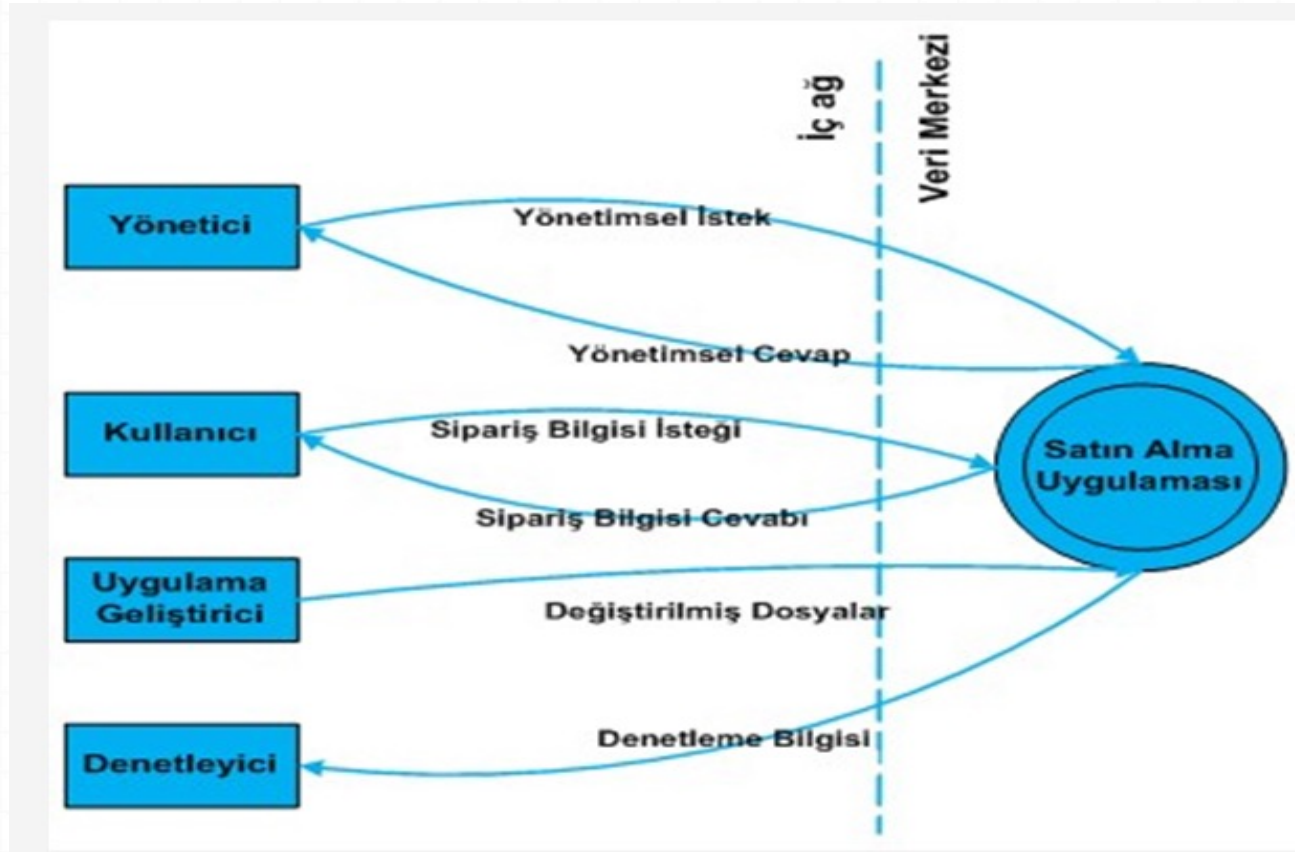 İç ağ
Veri Merkezi
Yönetici
Yönetimsel İstek
Yönetimsel Cevap
Kullanıcı
Sipariş Bilgisi İsteği
Sipariş Bilgisi Cevabı
Satın Alma
Uygulaması
Uygulama
Geliştirici
Değiştirilmiş Dosyalar
Denetleyici
Denetleme Bilgisi